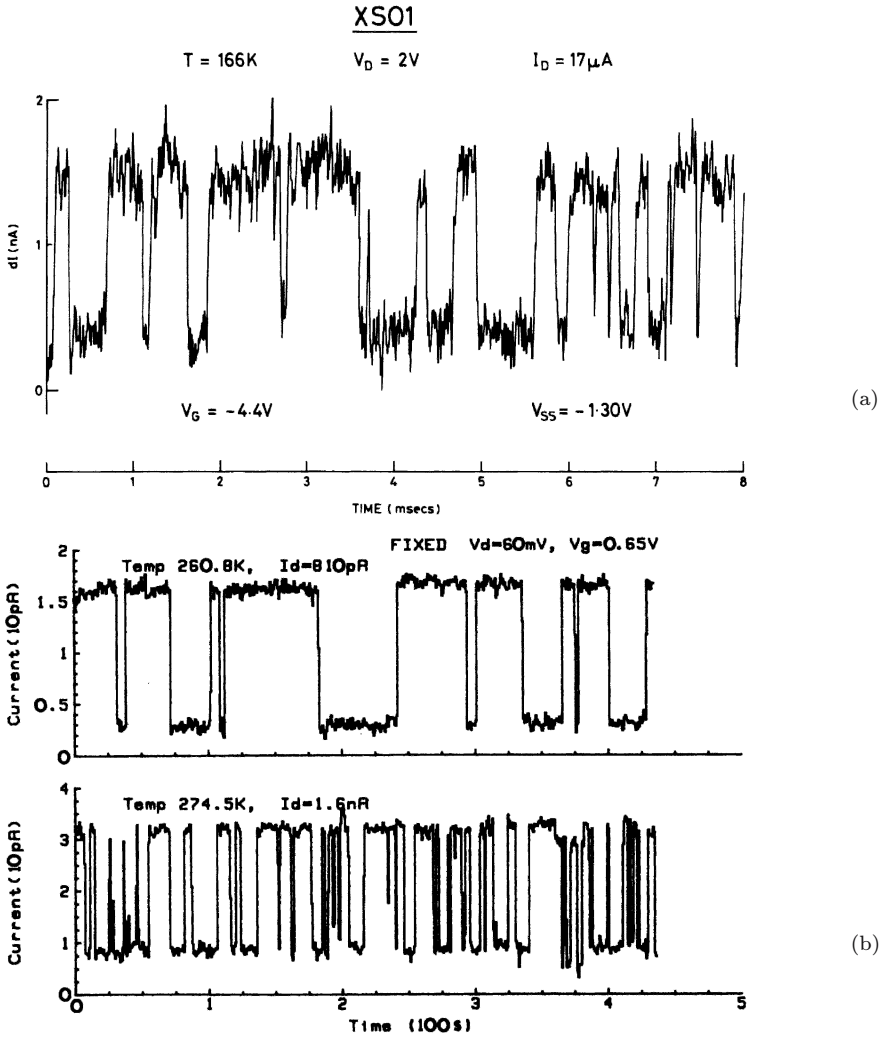 XS01
T = 166K V_D = 2V I_D = 17μA
2
1
0
dI (nA)
V_G = -4.4V V_SS = -1·30V
(a)
0 1 2 3 4 5 6 7 8
TIME (msecs)
FIXED Vd=60mV, Vg=0.65V
Temp 260.8K, Id=810pA
2
1.5
1
0.5
0
Current(10pA)
Temp 274.5K, Id=1.6nA
4
3
2
1
0
Current(10pA)
(b)
0 1 2 3 4 5
Time (100s)